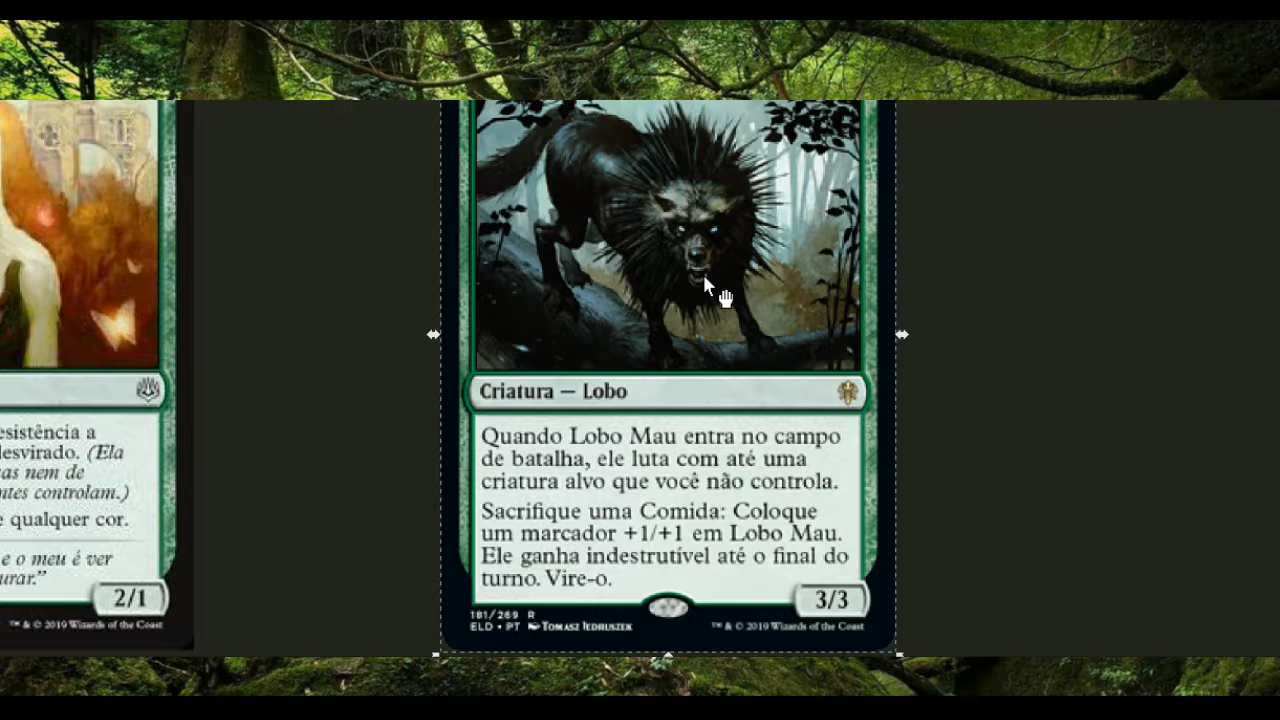 esistência a
lesvirado. (Ela
as nem de
ntes controlam.)
e qualquer cor.
e o meu é ver
urar."
2/1
™ & © 2019 Wizards of the Coast
Criatura — Lobo
Quando Lobo Mau entra no campo
de batalha, ele luta com até uma
criatura alvo que você não controla.
Sacrifique uma Comida: Coloque
um marcador +1/+1 em Lobo Mau.
Ele ganha indestrutível até o final do
turno. Vire-o.
3/3
181/269 R
ELD • PT Tomasz Jedruszek
™ & © 2019 Wizards of the Coast